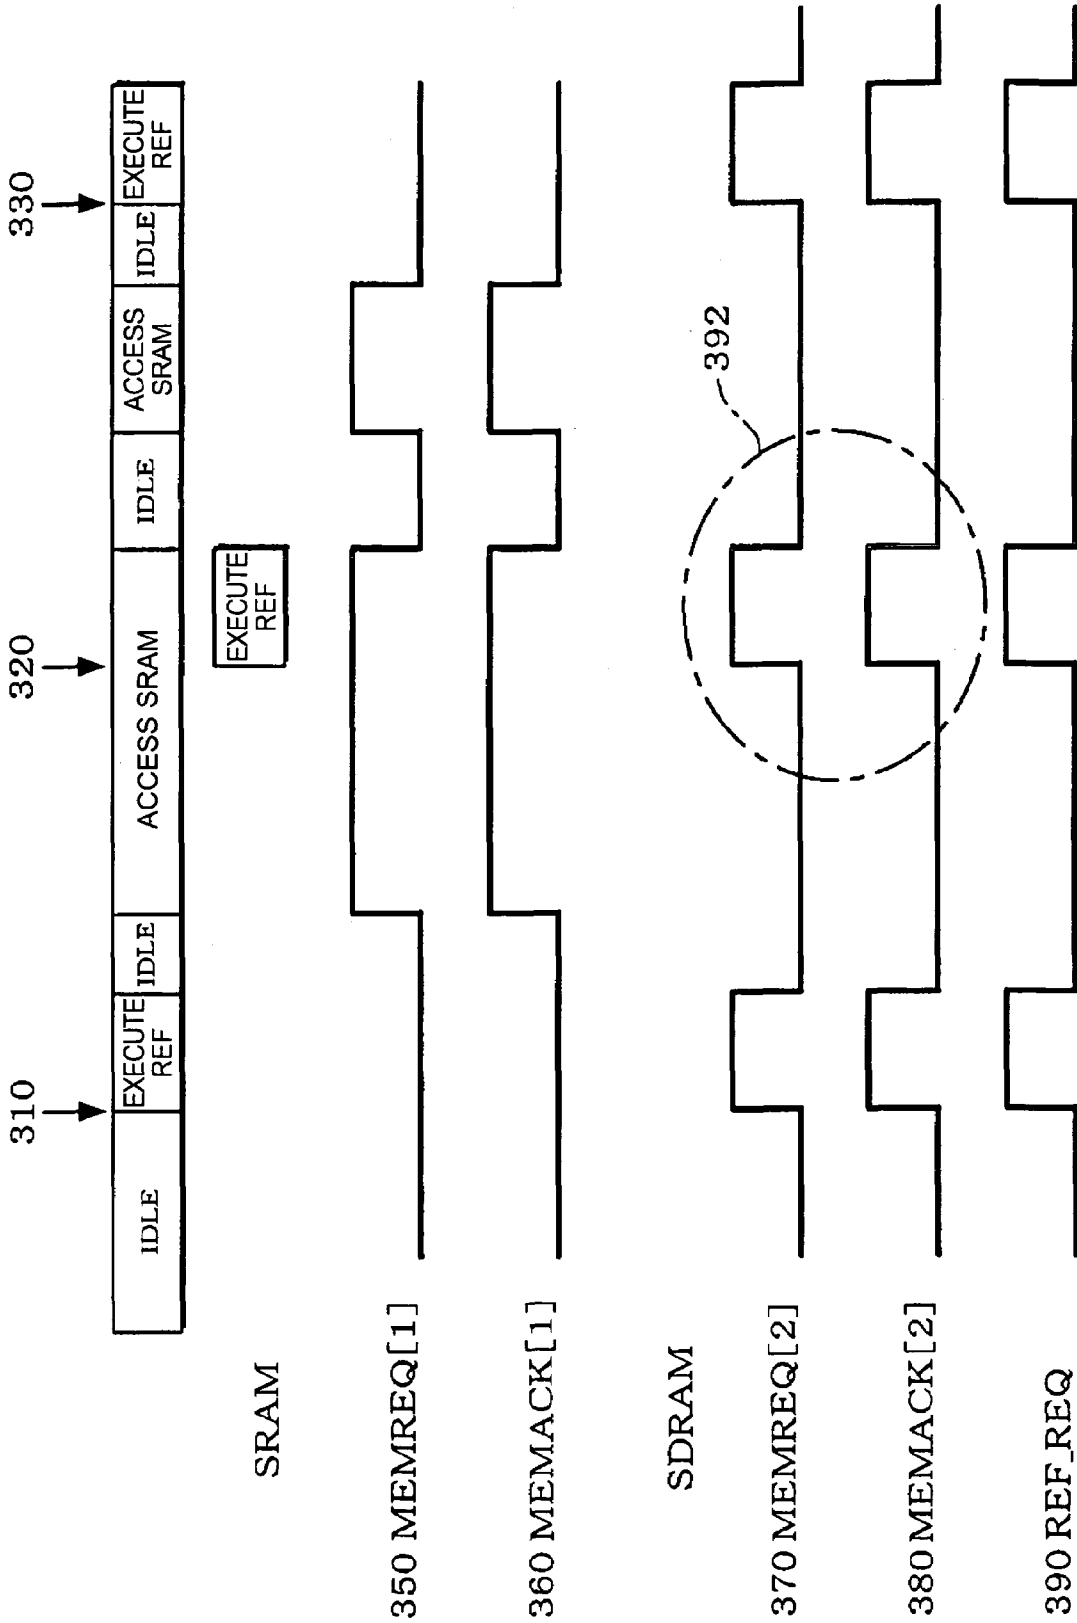 310
320
330
IDLE
EXECUTE
REF
IDLE
ACCESS SRAM
IDLE
ACCESS
SRAM
IDLE
EXECUTE
REF
EXECUTE
REF
SRAM
350 MEMREQ[1]
360 MEMACK[1]
392
SDRAM
370 MEMREQ[2]
380 MEMACK[2]
390 REF_REQ